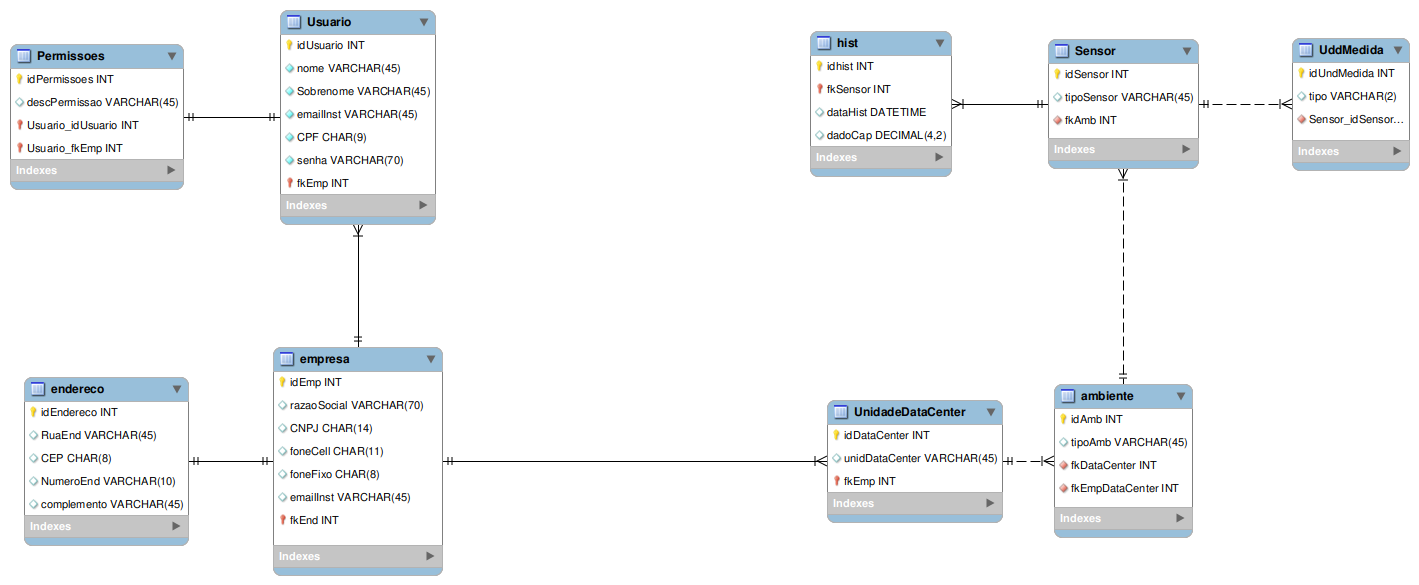 Permissoes
idPermissoes INT
descPermissao VARCHAR(45)
Usuario_idUsuario INT
Usuario_fkEmp INT
Indexes
Usuario
idUsuario INT
nome VARCHAR(45)
Sobrenome VARCHAR(45)
emailInst VARCHAR(45)
CPF CHAR(9)
senha VARCHAR(70)
fkEmp INT
Indexes
hist
idhist INT
fkSensor INT
dataHist DATETIME
dadoCap DECIMAL(4,2)
Indexes
Sensor
idSensor INT
tipoSensor VARCHAR(45)
fkAmb INT
Indexes
UddMedida
idUndMedida INT
tipo VARCHAR(2)
Sensor_idSensor...
Indexes
endereco
idEndereco INT
RuaEnd VARCHAR(45)
CEP CHAR(8)
NumeroEnd VARCHAR(10)
complemento VARCHAR(45)
Indexes
empresa
idEmp INT
razaoSocial VARCHAR(70)
CNPJ CHAR(14)
foneCell CHAR(11)
foneFixo CHAR(8)
emailInst VARCHAR(45)
fkEnd INT
Indexes
UnidadeDataCenter
idDataCenter INT
unidDataCenter VARCHAR(45)
fkEmp INT
Indexes
ambiente
idAmb INT
tipoAmb VARCHAR(45)
fkDataCenter INT
fkEmpDataCenter INT
Indexes